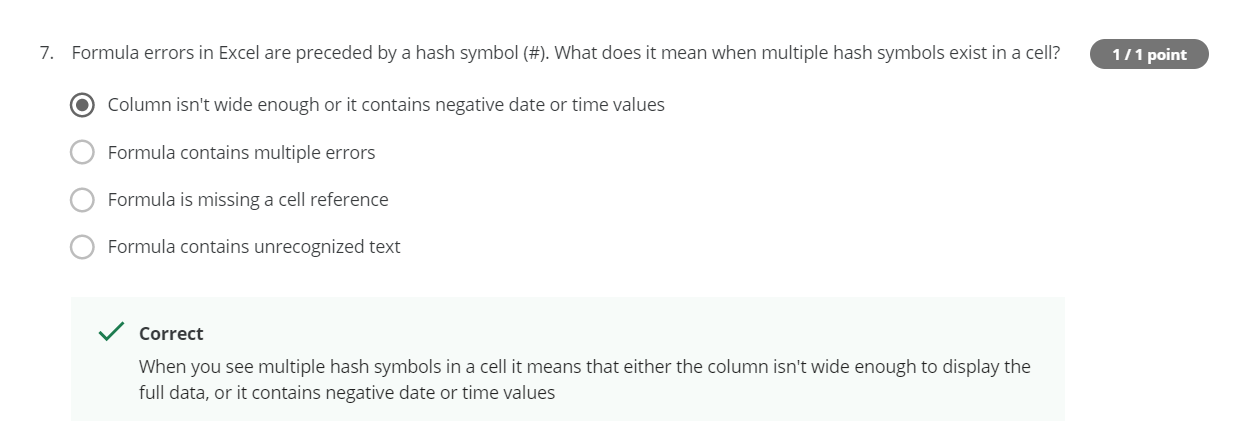 7. Formula errors in Excel are preceded by a hash symbol (#). What does it mean when multiple hash symbols exist in a cell? 1 / 1 point
Column isn't wide enough or it contains negative date or time values
Formula contains multiple errors
Formula is missing a cell reference
Formula contains unrecognized text
Correct
When you see multiple hash symbols in a cell it means that either the column isn't wide enough to display the
full data, or it contains negative date or time values